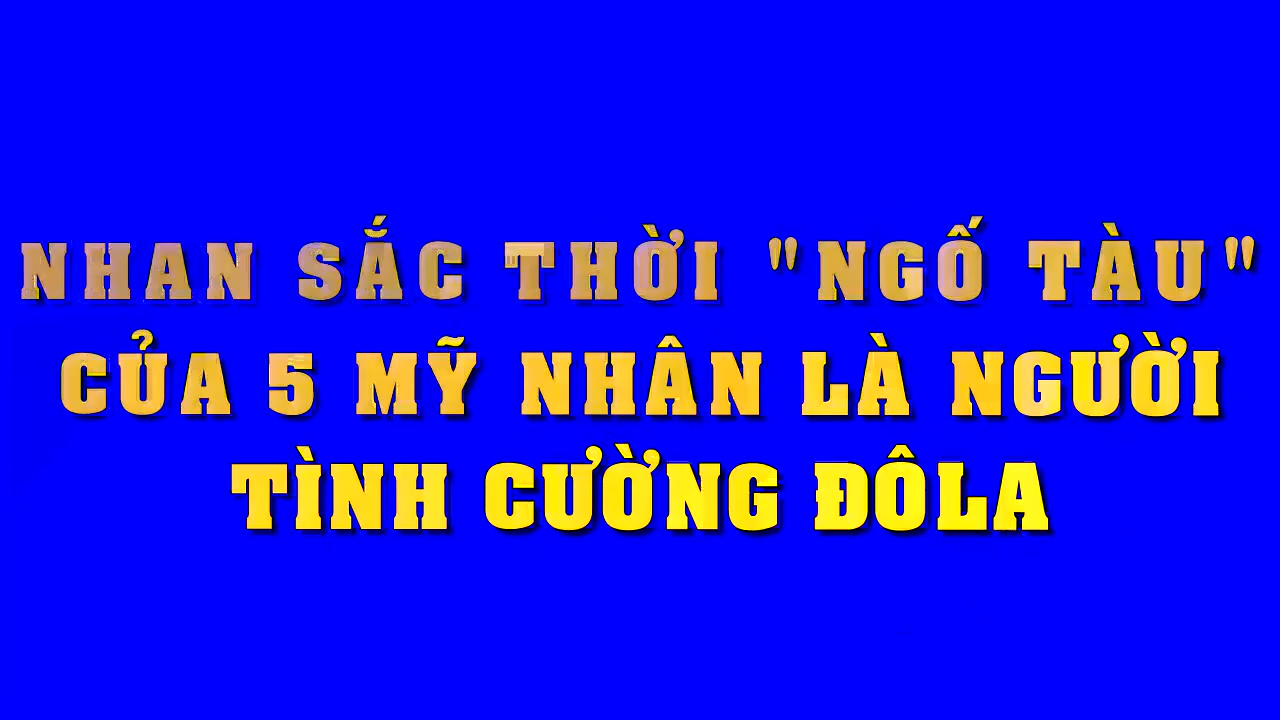 NHAN SẮC THỜI "NGỐ TÀU"
CỦA 5 MỸ NHÂN LÀ NGƯỜI
TÌNH CƯỜNG ĐÔLA